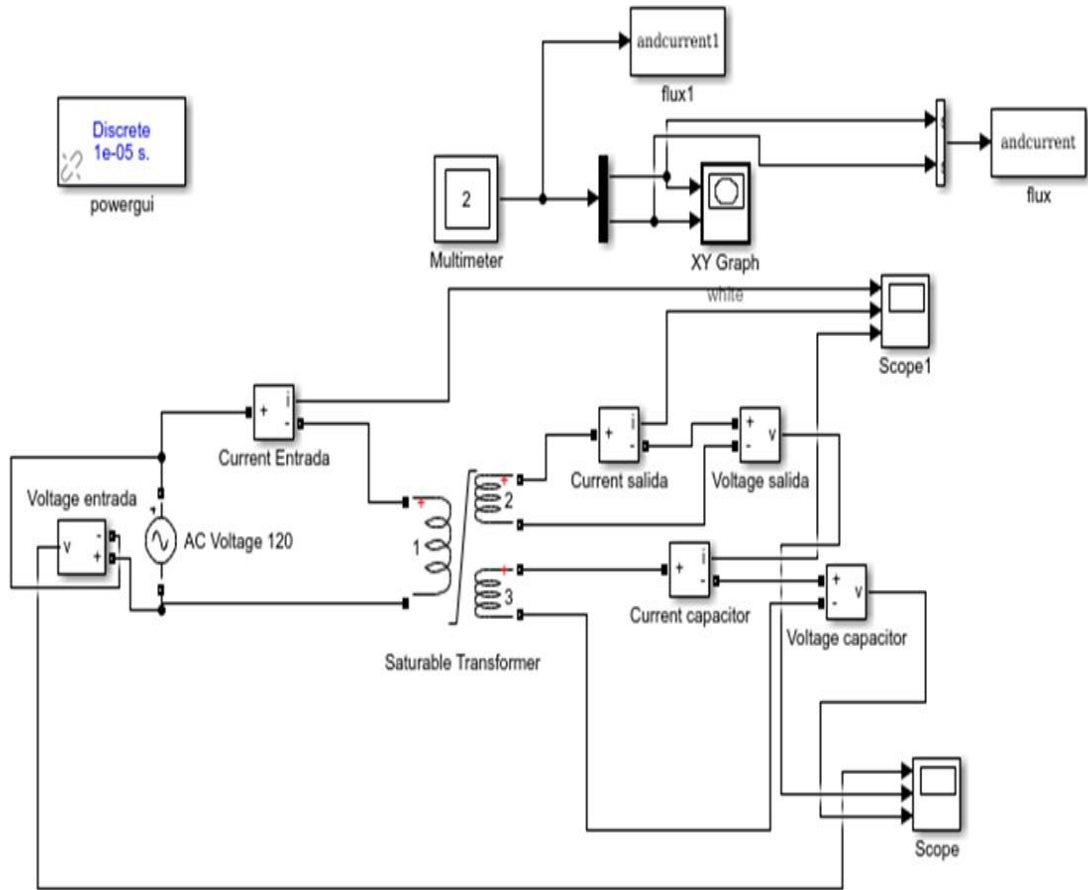 andcurrent1
flux1
Discrete
1e-05 s.
powergui
andcurrent
flux
2
Multimeter
XY Graph
white
Scope1
i
+
-
Current Entrada
i
+
-
Current salida
+
-
v
Voltage salida
Voltage entrada
v
-
+
AC Voltage 120
+
1
+
2
+
3
Saturable Transformer
i
+
-
Current capacitor
+
-
v
Voltage capacitor
Scope